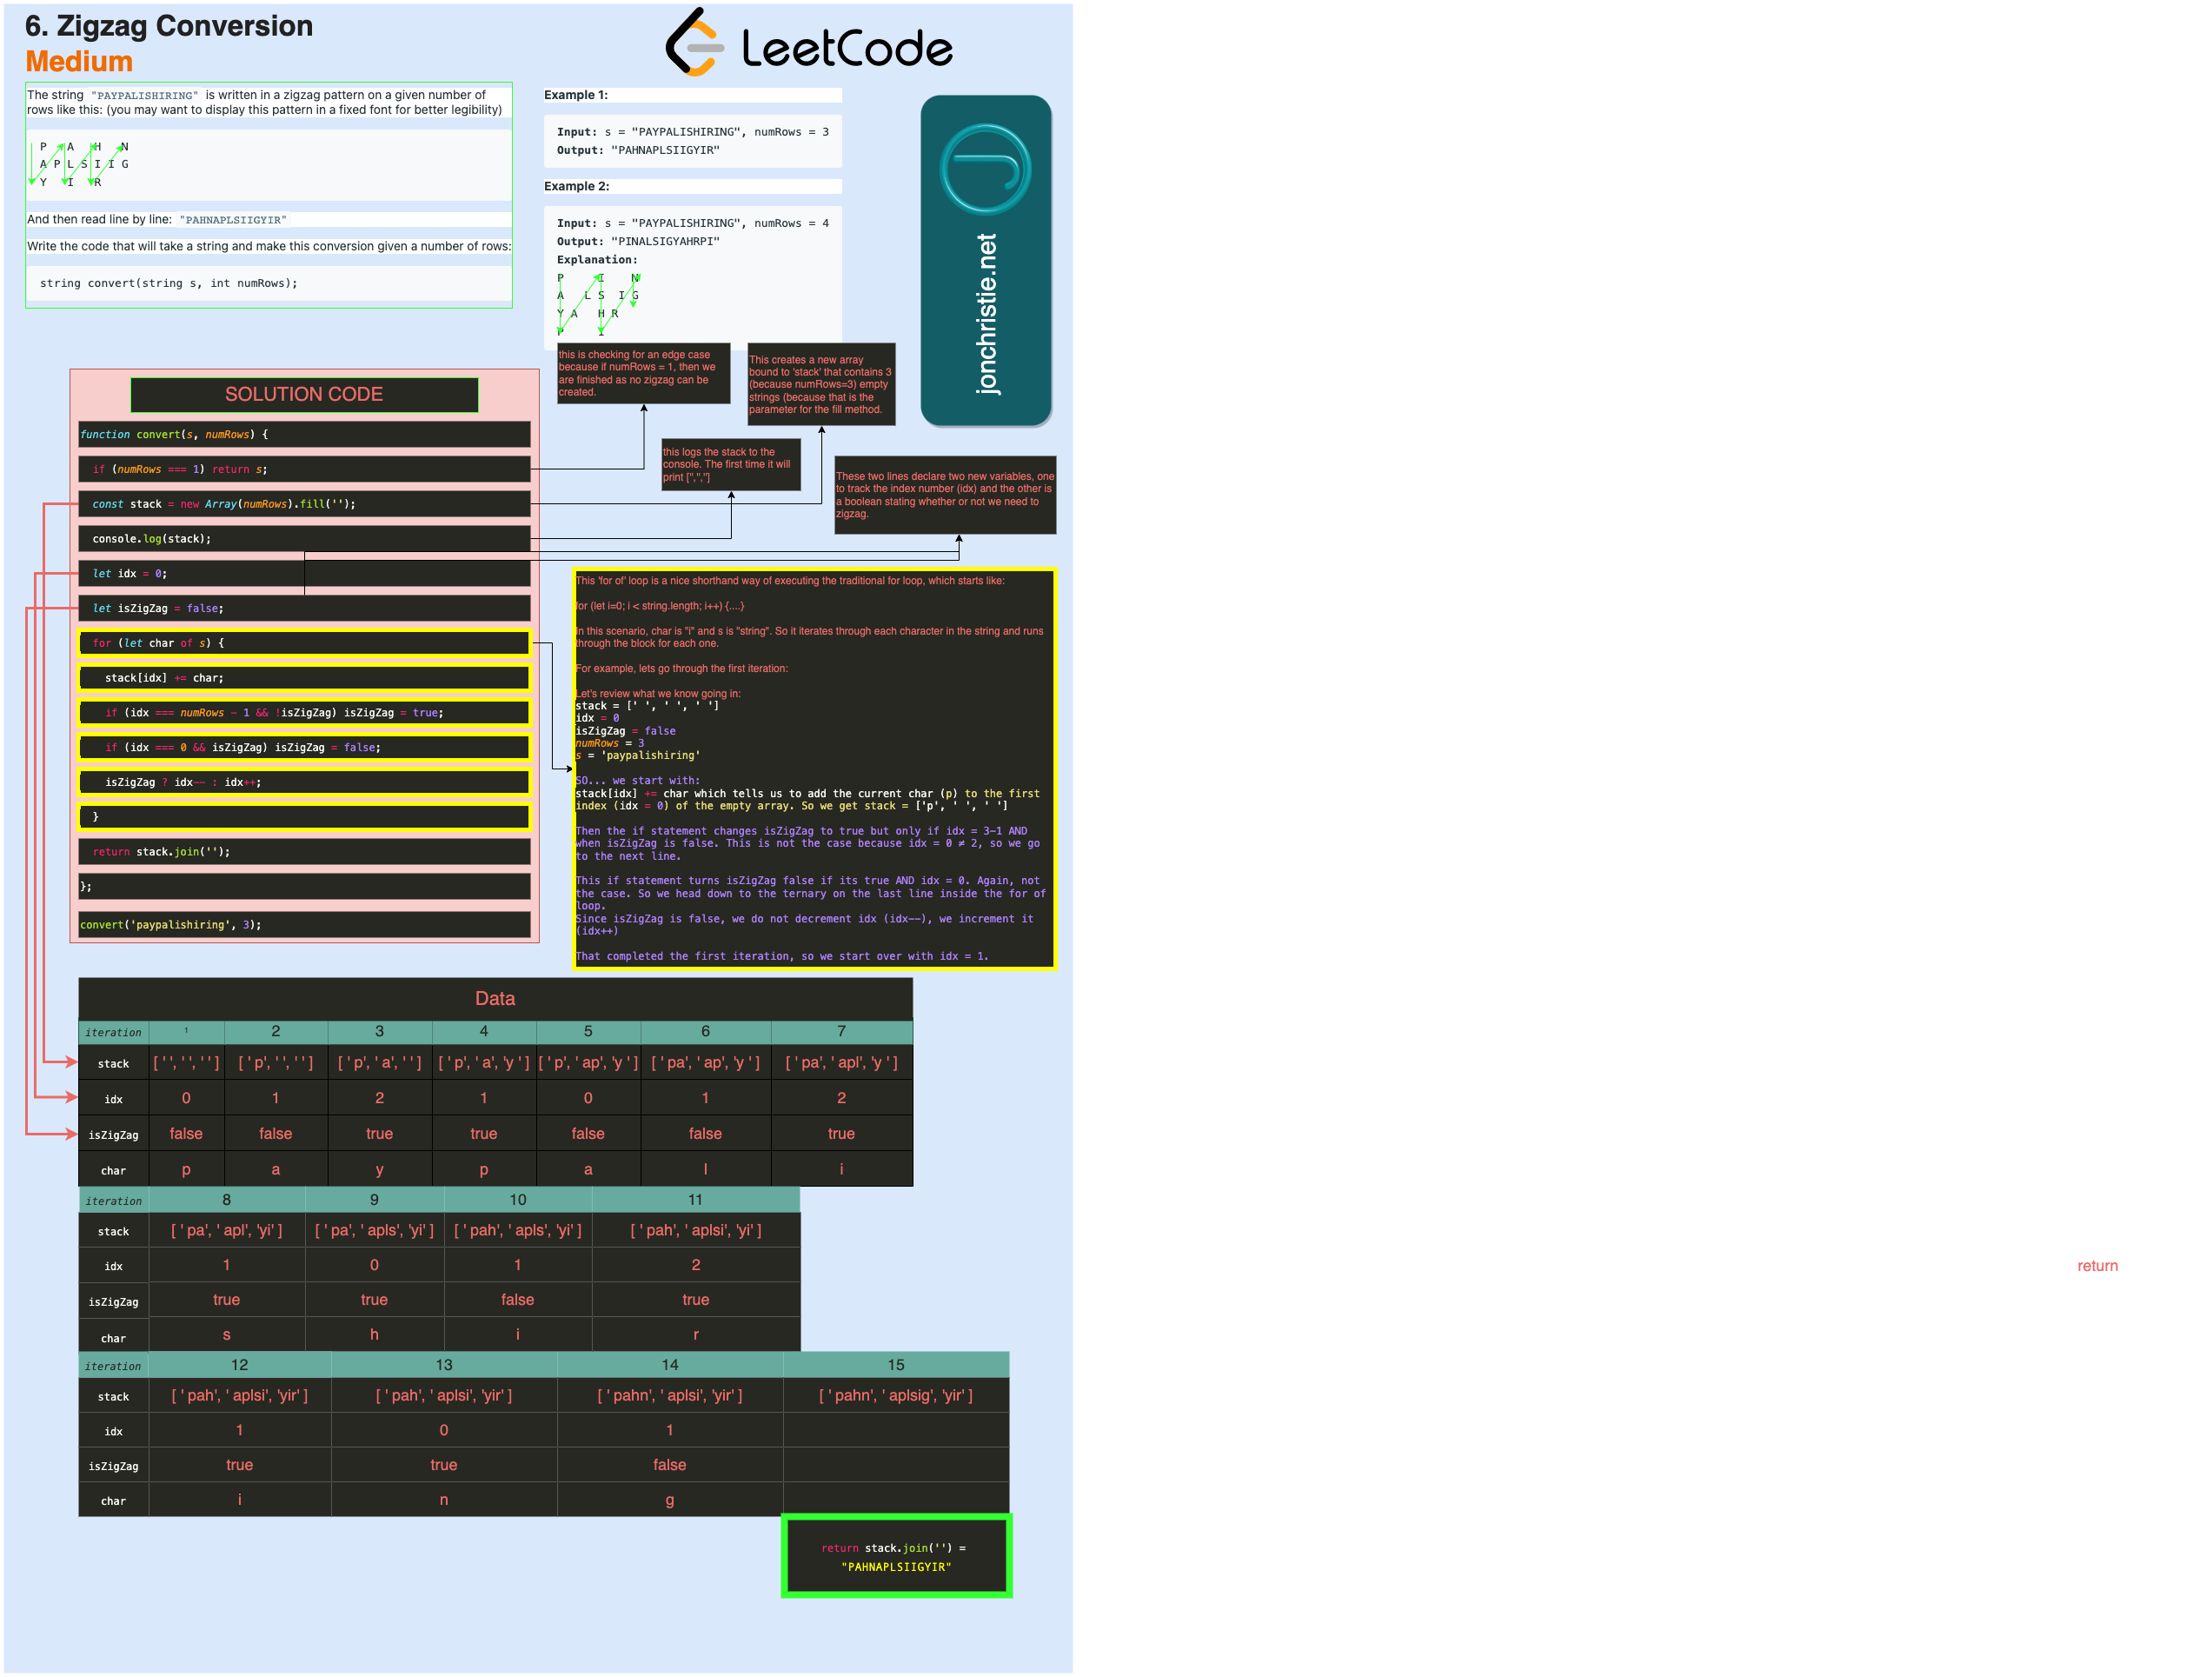 6. Zigzag Conversion
Medium
LeetCode
The string "PAYPALISHIRING" is written in a zigzag pattern on a given number of
rows like this: (you may want to display this pattern in a fixed font for better legibility)
P A H N
A P L S I I G
Y I R
And then read line by line: "PAHNAPLSIIGYIR"
Write the code that will take a string and make this conversion given a number of rows:
string convert(string s, int numRows);
Example 1:
Input: s = "PAYPALISHIRING", numRows = 3
Output: "PAHNAPLSIIGYIR"
Example 2:
Input: s = "PAYPALISHIRING", numRows = 4
Output: "PINALSIGYAHRPI"
Explanation:
P I N
A L S I G
Y A H R
P I
jonchristie.net
this is checking for an edge case
because if numRows = 1, then we
are finished as no zigzag can be
created.
This creates a new array
bound to 'stack' that contains 3
(because numRows=3) empty
strings (because that is the
parameter for the fill method.
this logs the stack to the
console. The first time it will
print ['','','']
These two lines declare two new variables, one
to track the index number (idx) and the other is
a boolean stating whether or not we need to
zigzag.
SOLUTION CODE
function convert(s, numRows) {
if (numRows === 1) return s;
const stack = new Array(numRows).fill('');
console.log(stack);
let idx = 0;
let isZigZag = false;
for (let char of s) {
stack[idx] += char;
if (idx === numRows - 1 && !isZigZag) isZigZag = true;
if (idx === 0 && isZigZag) isZigZag = false;
isZigZag ? idx-- : idx++;
}
return stack.join('');
};
convert('paypalishiring', 3);
This 'for of' loop is a nice shorthand way of executing the traditional for loop, which starts like:
for (let i=0; i < string.length; i++) {....}
In this scenario, char is "i" and s is "string". So it iterates through each character in the string and runs
through the block for each one.
For example, lets go through the first iteration:
Let's review what we know going in:
stack = [' ', ' ', ' ']
idx = 0
isZigZag = false
numRows = 3
s = 'paypalishiring'
SO... we start with:
stack[idx] += char which tells us to add the current char (p) to the first
index (idx = 0) of the empty array. So we get stack = ['p', ' ', ' ']
Then the if statement changes isZigZag to true but only if idx = 3-1 AND
when isZigZag is false. This is not the case because idx = 0 ≠ 2, so we go
to the next line.
This if statement turns isZigZag false if its true AND idx = 0. Again, not
the case. So we head down to the ternary on the last line inside the for of
loop.
Since isZigZag is false, we do not decrement idx (idx--), we increment it
(idx++)
That completed the first iteration, so we start over with idx = 1.
Data
iteration 1 2 3 4 5 6 7
stack [ ' ', ' ', ' ' ] [ ' p', ' ', ' ' ] [ ' p', ' a', ' ' ] [ ' p', ' a', 'y ' ] [ ' p', ' ap', 'y ' ] [ ' pa', ' ap', 'y ' ] [ ' pa', ' apl', 'y ' ]
idx 0 1 2 1 0 1 2
isZigZag false false true true false false true
char p a y p a l i
iteration 8 9 10 11
stack [ ' pa', ' apl', 'yi' ] [ ' pa', ' apls', 'yi' ] [ ' pah', ' apls', 'yi' ] [ ' pah', ' aplsi', 'yi' ]
idx 1 0 1 2
isZigZag true true false true
char s h i r
iteration 12 13 14 15
stack [ ' pah', ' aplsi', 'yir' ] [ ' pah', ' aplsi', 'yir' ] [ ' pahn', ' aplsi', 'yir' ] [ ' pahn', ' aplsig', 'yir' ]
idx 1 0 1
isZigZag true true false
char i n g
return stack.join('') =
"PAHNAPLSIIGYIR"
return